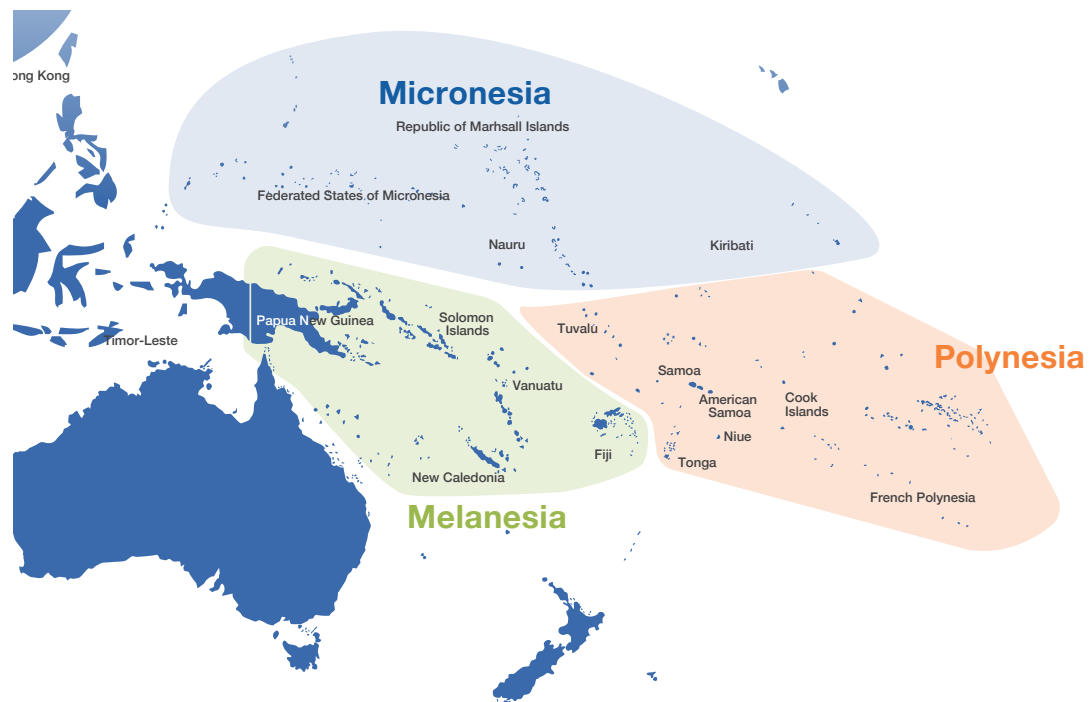 ong Kong
Micronesia
Republic of Marhsall Islands
Federated States of Micronesia
Nauru
Kiribati
Papua New Guinea
Solomon
Islands
Tuvalu
Timor-Leste
Polynesia
Samoa
Vanuatu
American
Samoa
Cook
Islands
Niue
Fiji
Tonga
New Caledonia
French Polynesia
Melanesia